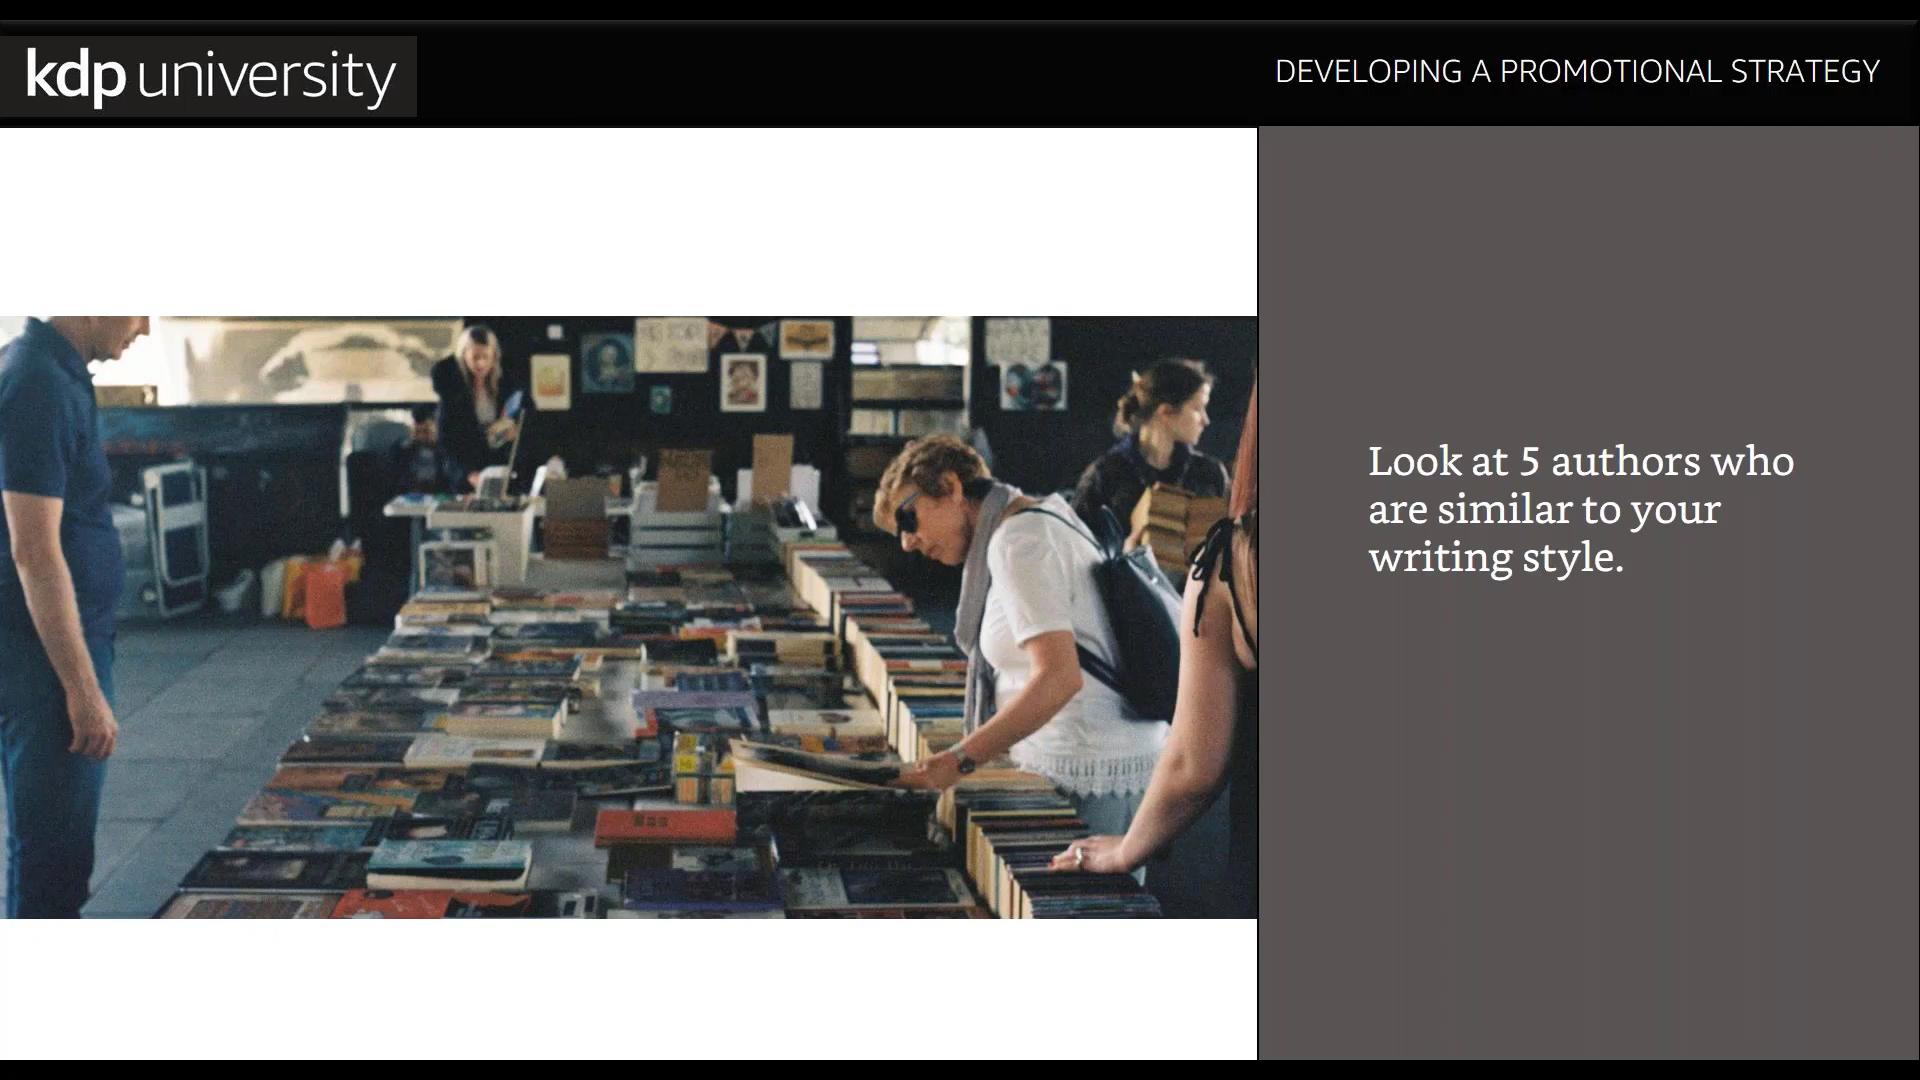 kdp university
DEVELOPING A PROMOTIONAL STRATEGY
Look at 5 authors who
are similar to your
writing style.